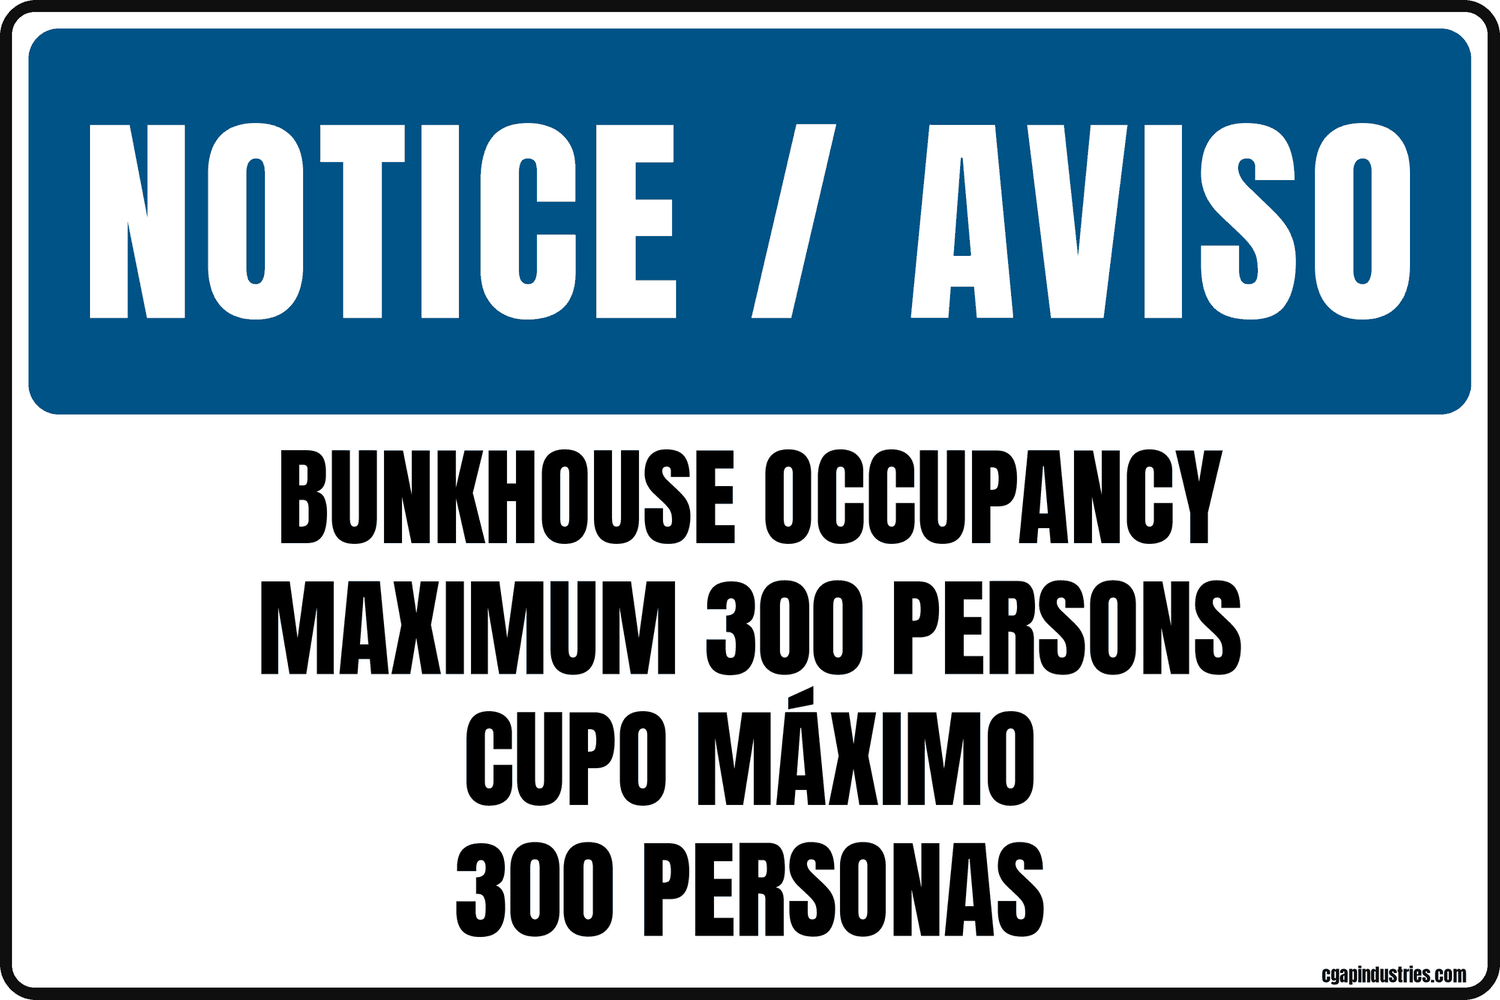 NOTICE / AVISO
BUNKHOUSE OCCUPANCY
MAXIMUM 300 PERSONS
CUPO MÁXIMO
300 PERSONAS
cgapindustries.com